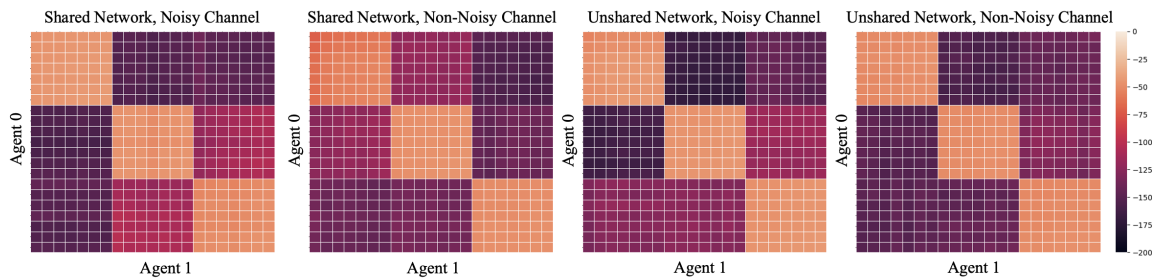 Shared Network, Noisy Channel
Shared Network, Non-Noisy Channel
Unshared Network, Noisy Channel
Unshared Network, Non-Noisy Channel
Agent 0
Agent 0
Agent 0
Agent 0
0
−25
−50
−75
−100
−125
−150
−175
−200
Agent 1
Agent 1
Agent 1
Agent 1